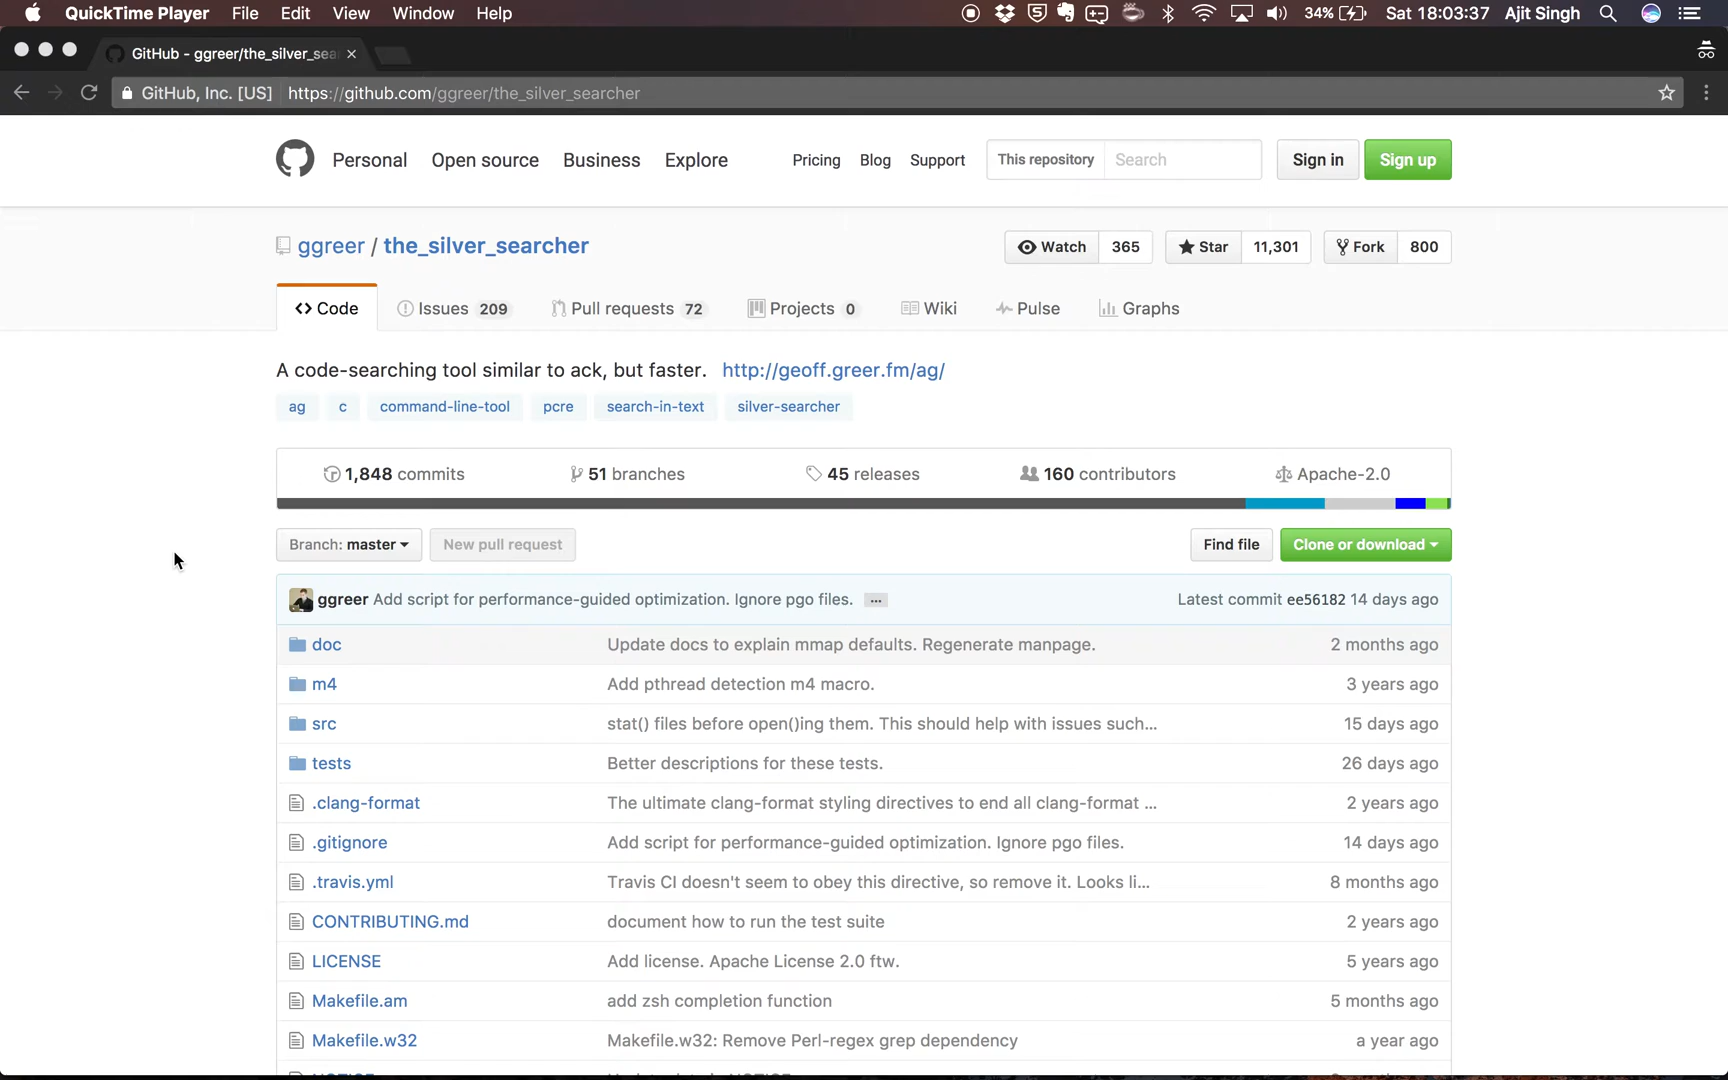 QuickTime Player File Edit View Window Help 34% Sat 18:03:37 Ajit Singh
GitHub - ggreer/the_silver_sea
GitHub, Inc. [US] https://github.com/ggreer/the_silver_searcher
Personal Open source Business Explore Pricing Blog Support This repository Search Sign in Sign up
ggreer / the_silver_searcher Watch 365 Star 11,301 Fork 800
Code Issues 209 Pull requests 72 Projects 0 Wiki Pulse Graphs
A code-searching tool similar to ack, but faster. http://geoff.greer.fm/ag/
ag c command-line-tool pcre search-in-text silver-searcher
1,848 commits 51 branches 45 releases 160 contributors Apache-2.0
Branch: master New pull request Find file Clone or download
ggreer Add script for performance-guided optimization. Ignore pgo files. ... Latest commit ee56182 14 days ago
doc Update docs to explain mmap defaults. Regenerate manpage. 2 months ago
m4 Add pthread detection m4 macro. 3 years ago
src stat() files before open()ing them. This should help with issues such... 15 days ago
tests Better descriptions for these tests. 26 days ago
.clang-format The ultimate clang-format styling directives to end all clang-format ... 2 years ago
.gitignore Add script for performance-guided optimization. Ignore pgo files. 14 days ago
.travis.yml Travis CI doesn't seem to obey this directive, so remove it. Looks li... 8 months ago
CONTRIBUTING.md document how to run the test suite 2 years ago
LICENSE Add license. Apache License 2.0 ftw. 5 years ago
Makefile.am add zsh completion function 5 months ago
Makefile.w32 Makefile.w32: Remove Perl-regex grep dependency a year ago